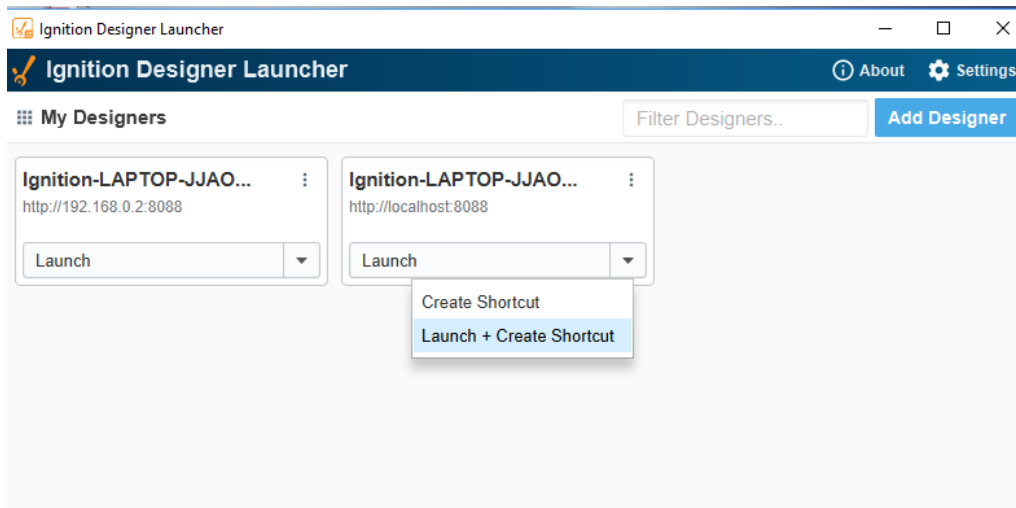 Ignition Designer Launcher
Ignition Designer Launcher
About
Settings
My Designers
Filter Designers..
Add Designer
Ignition-LAPTOP-JJAO...
http://192.168.0.2:8088
Launch
Ignition-LAPTOP-JJAO...
http://localhost:8088
Launch
Create Shortcut
Launch + Create Shortcut